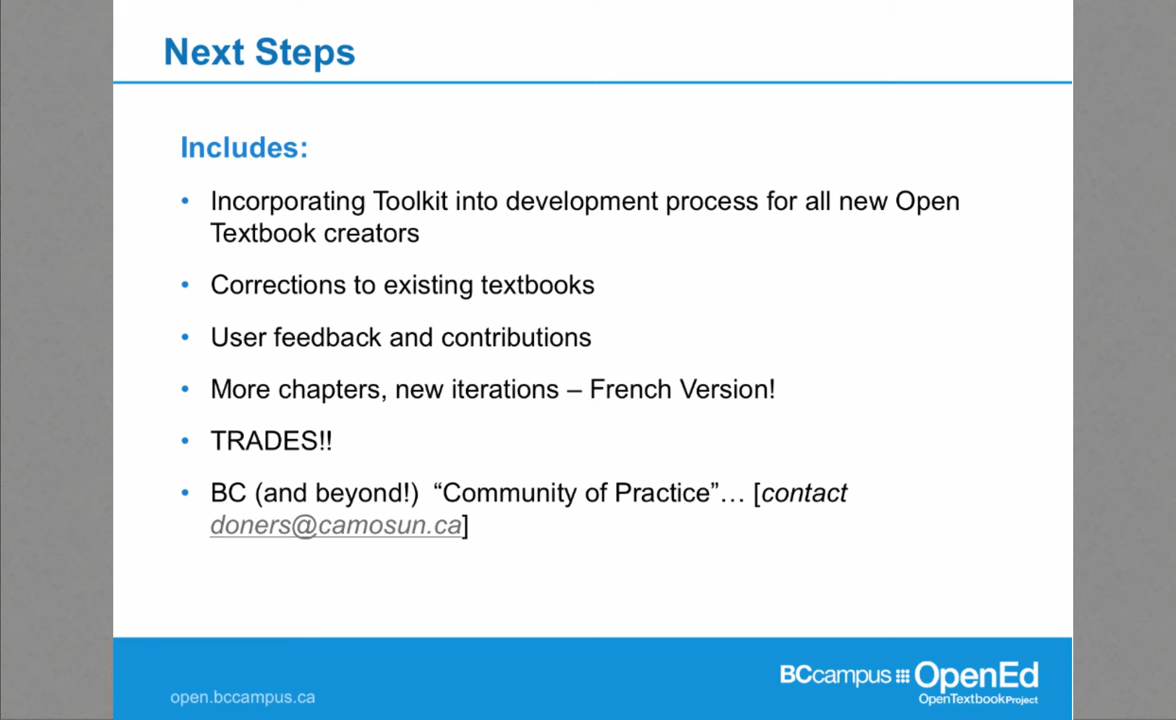 Next Steps
Includes:
• Incorporating Toolkit into development process for all new Open
Textbook creators
• Corrections to existing textbooks
• User feedback and contributions
• More chapters, new iterations – French Version!
• TRADES!!
• BC (and beyond!)  “Community of Practice”… [contact
doners@camosun.ca]
open.bccampus.ca
BCcampus OpenEd
OpenTextbookProject